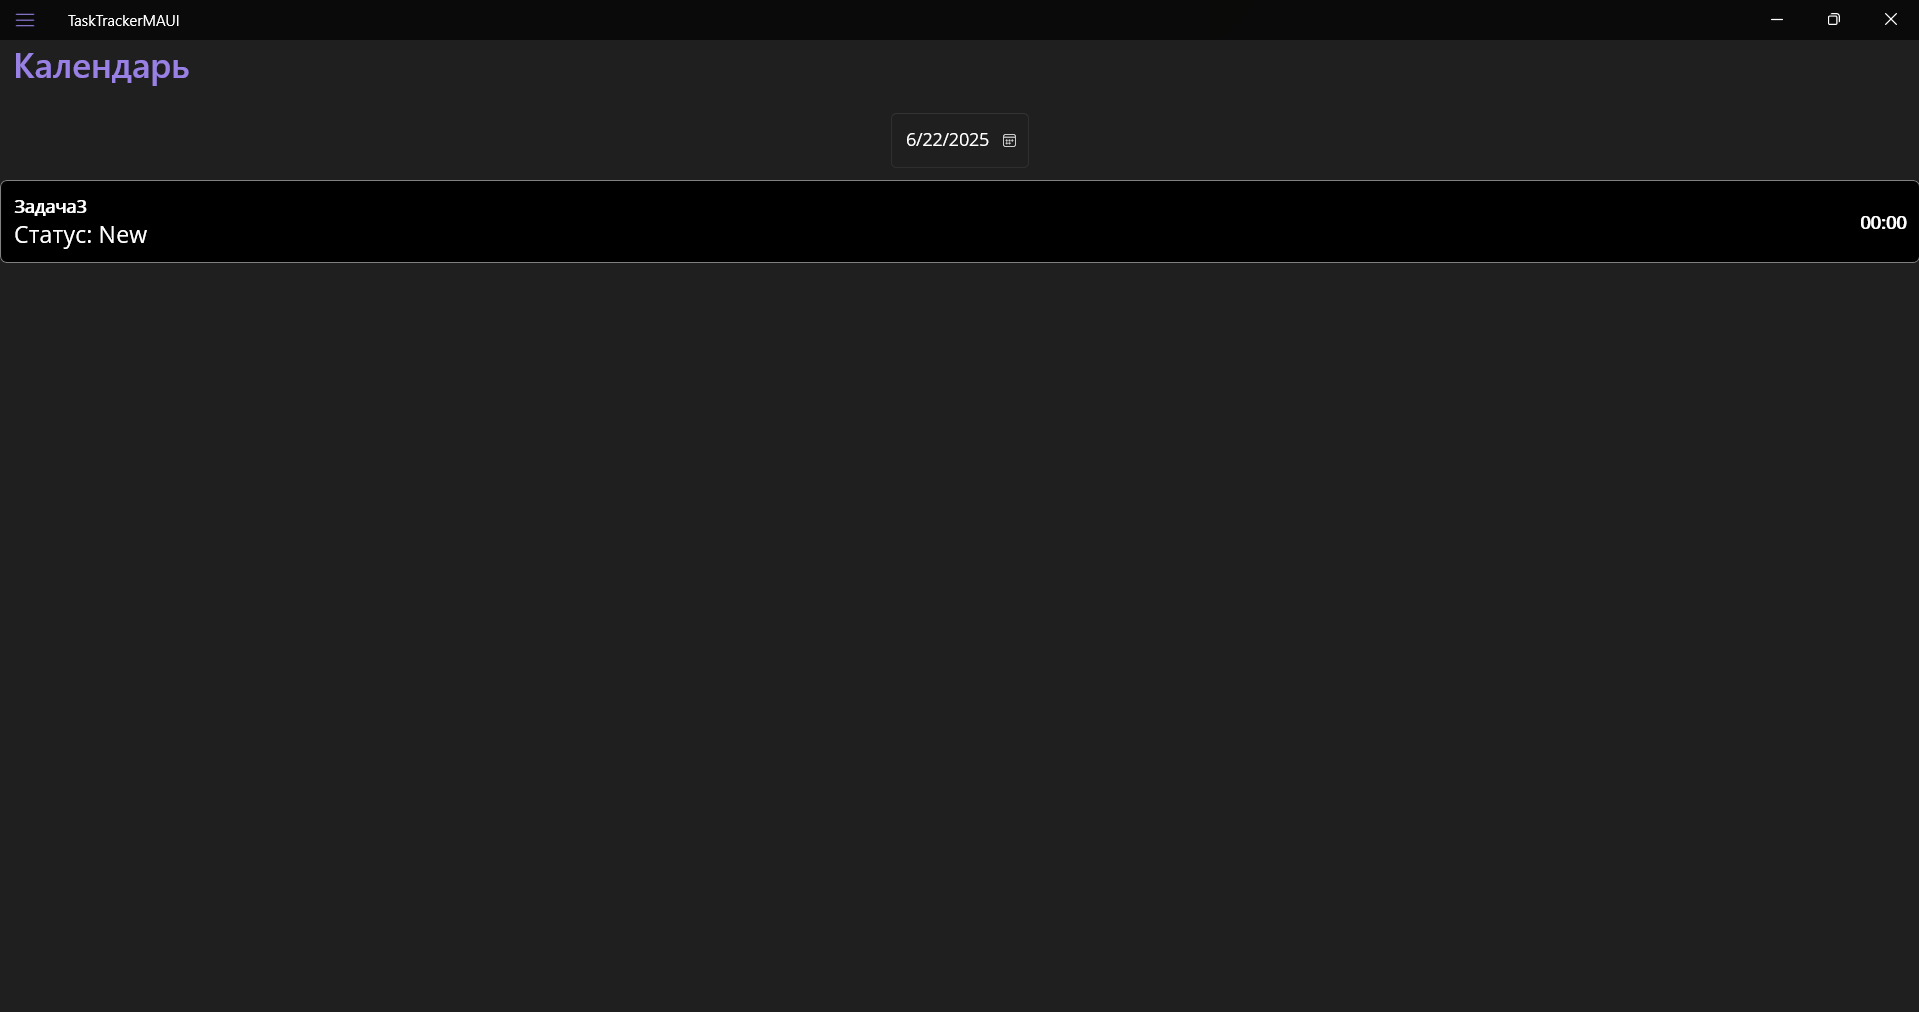 TaskTrackerMAUI
Календарь
6/22/2025
Задача3
Статус: New
00:00